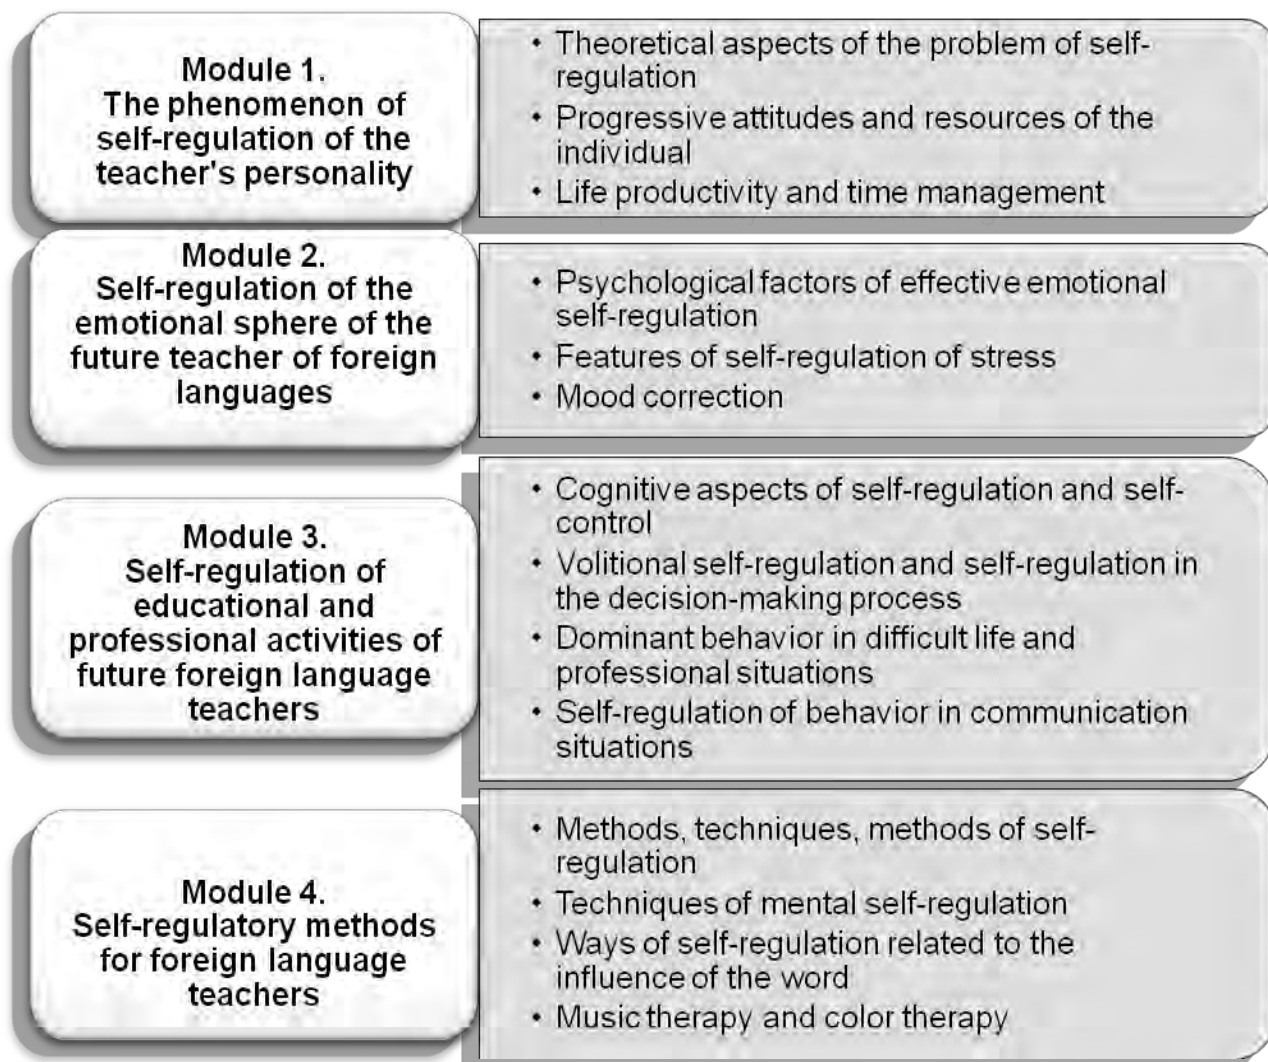 Module 1.
The phenomenon of
self-regulation of the
teacher's personality
• Theoretical aspects of the problem of self-
regulation
• Progressive attitudes and resources of the
individual
• Life productivity and time management
Module 2.
Self-regulation of the
emotional sphere of the
future teacher of foreign
languages
• Psychological factors of effective emotional
self-regulation
• Features of self-regulation of stress
• Mood correction
Module 3.
Self-regulation of
educational and
professional activities of
future foreign language
teachers
• Cognitive aspects of self-regulation and self-
control
• Volitional self-regulation and self-regulation in
the decision-making process
• Dominant behavior in difficult life and
professional situations
• Self-regulation of behavior in communication
situations
Module 4.
Self-regulatory methods
for foreign language
teachers
• Methods, techniques, methods of self-
regulation
• Techniques of mental self-regulation
• Ways of self-regulation related to the
influence of the word
• Music therapy and color therapy